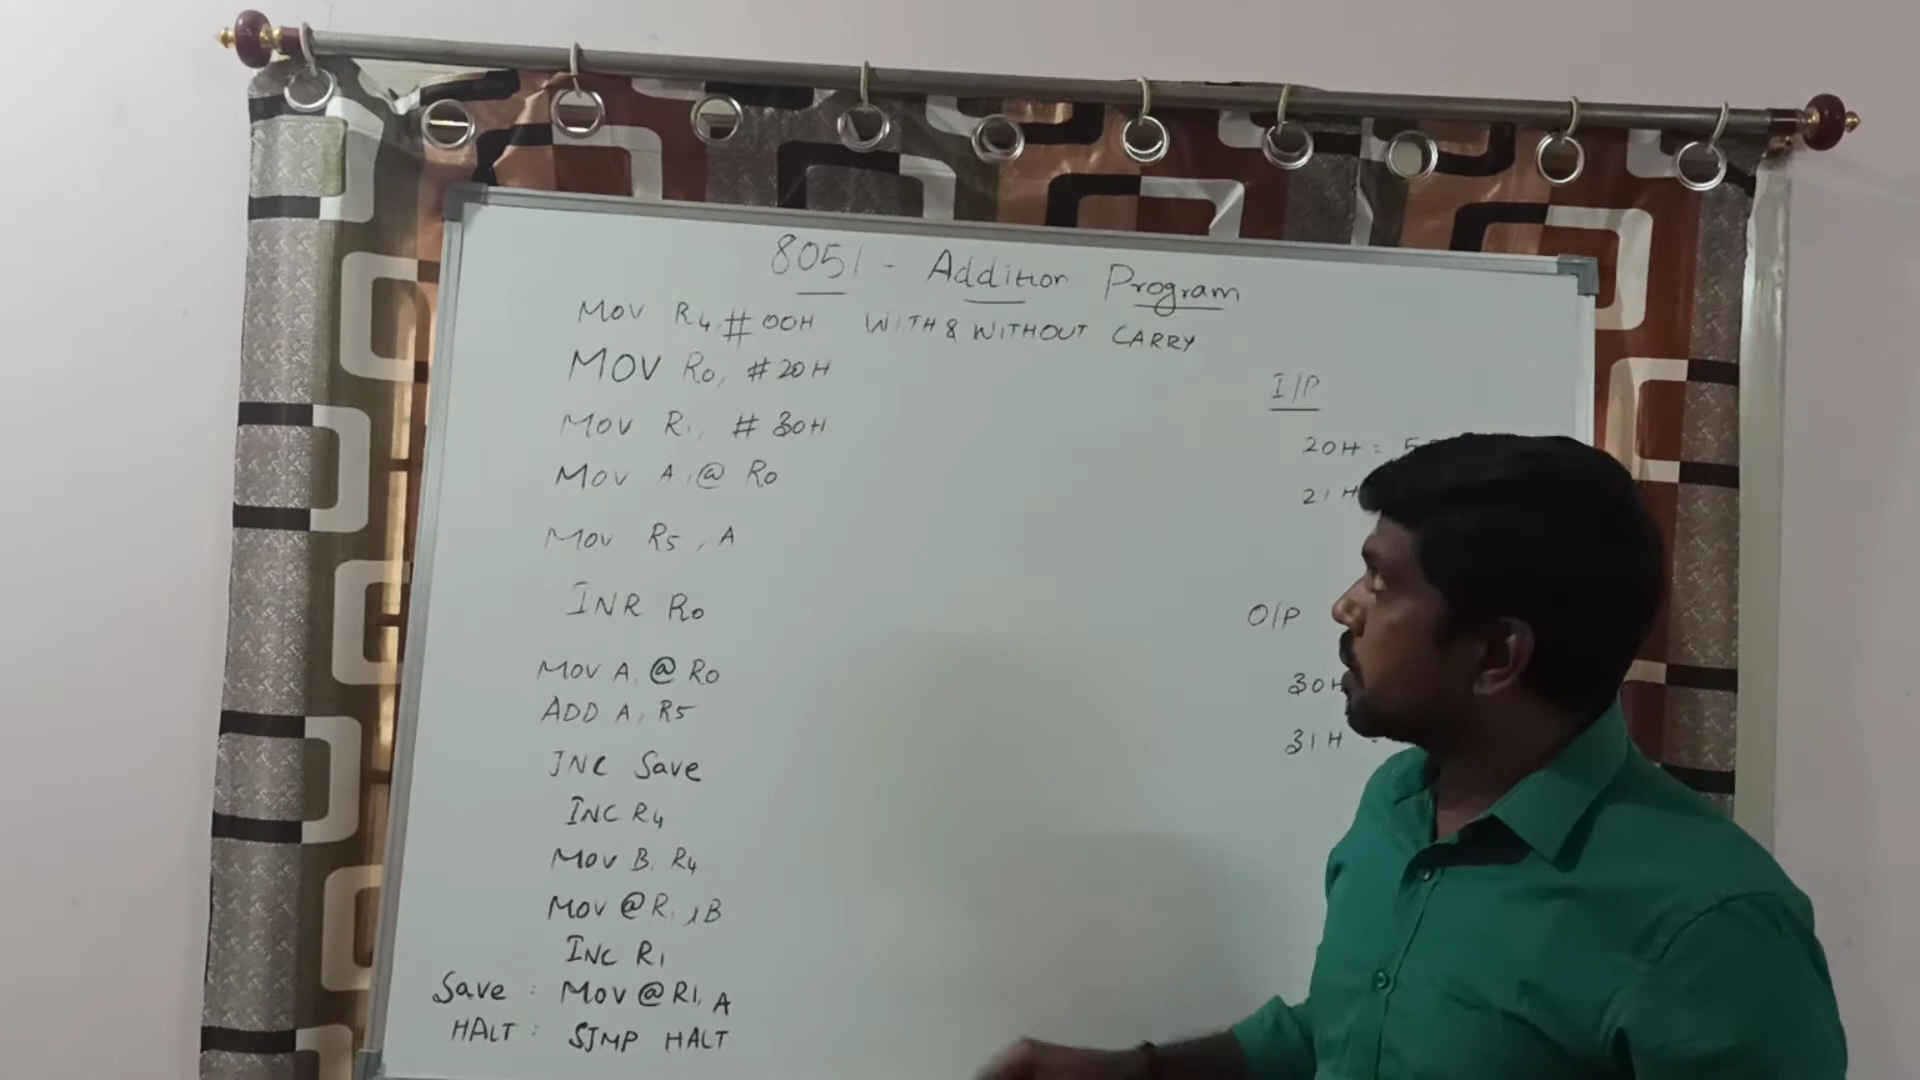 8051 - Addition Program
MOV R4, # 00H WITH & WITHOUT CARRY
MOV R0, # 20H
MOV R1, # 30H
MOV A, @ R0
MOV R5, A
INR R0
MOV A, @ R0
ADD A, R5
JNC Save
INC R4
MOV B, R4
MOV @R1, B
INC R1
Save : MOV @R1, A
HALT : SJMP HALT
I/P
20H =
21H
O/P
30H
31H